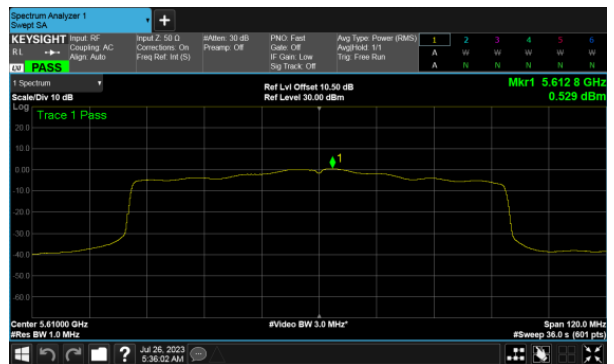 Spectrum Analyzer 1
Swept SA
KEYSIGHT Input: RF Input Z: 50 Ω #Atten: 30 dB PNO: Fast Avg Type: Power (RMS) 1 2 3 4 5 6
RL Coupling: AC Corrections: On Preamp: Off Gate: Off Avg|Hold: 1/1 A W W W W W
Align: Auto Freq Ref: Int (S) IF Gain: Low Trig: Free Run
LW PASS Sig Track: Off A N N N N N
1 Spectrum Ref Lvl Offset 10.50 dB Mkr1 5.612 8 GHz
Scale/Div 10 dB Ref Level 30.00 dBm 0.529 dBm
Log Trace 1 Pass
20.0
10.0
0.00 1
-10.0
-20.0
-30.0
-40.0
-50.0
-60.0
Center 5.61000 GHz #Video BW 3.0 MHz* Span 120.0 MHz
#Res BW 1.0 MHz #Sweep 36.0 s (601 pts)
? Jul 26, 2023
5:36:02 AM